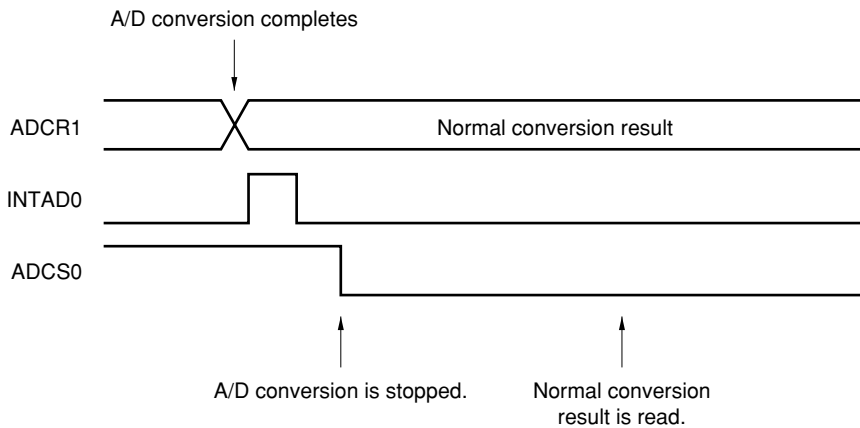 A/D conversion completes
ADCR1
Normal conversion result
INTAD0
ADCS0
A/D conversion is stopped.
Normal conversion
result is read.